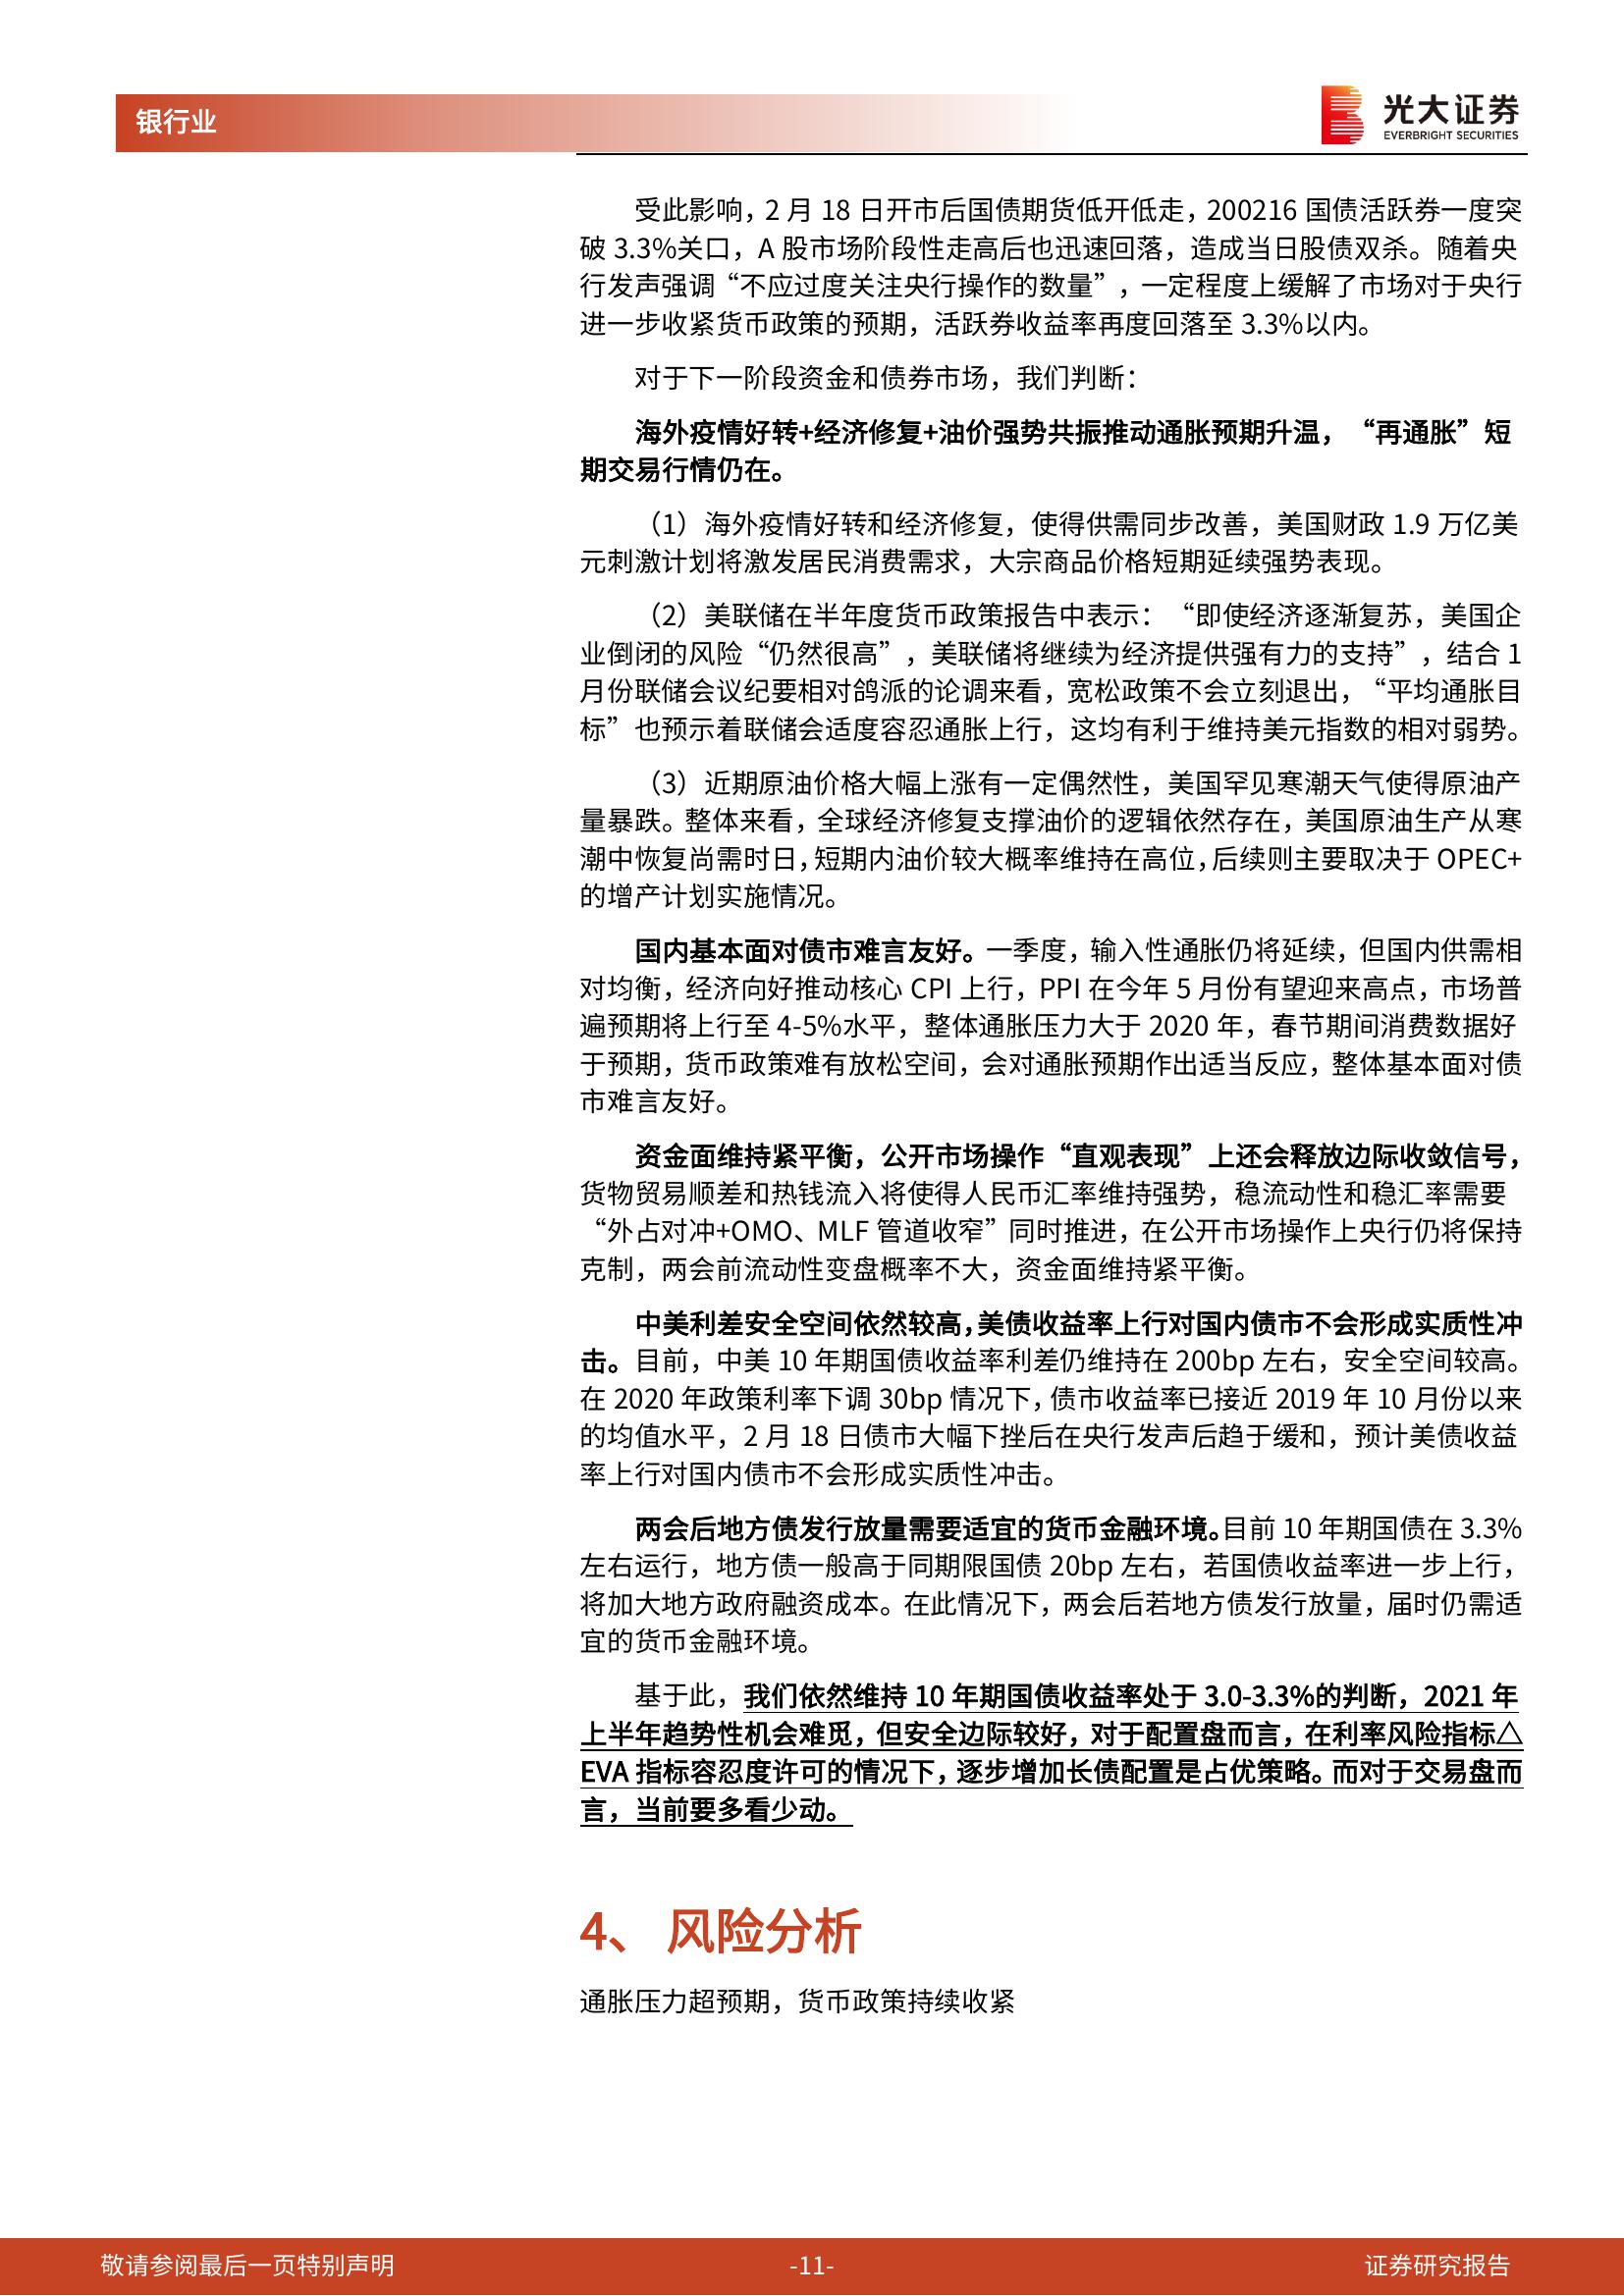 银行业
光大证券
EVERBRIGHT SECURITIES
受此影响，2 月 18 日开市后国债期货低开低走，200216 国债活跃券一度突
破 3.3%关口，A 股市场阶段性走高后也迅速回落，造成当日股债双杀。随着央
行发声强调“不应过度关注央行操作的数量”，一定程度上缓解了市场对于央行
进一步收紧货币政策的预期，活跃券收益率再度回落至 3.3%以内。
对于下一阶段资金和债券市场，我们判断：
海外疫情好转+经济修复+油价强势共振推动通胀预期升温，“再通胀”短
期交易行情仍在。
（1）海外疫情好转和经济修复，使得供需同步改善，美国财政 1.9 万亿美
元刺激计划将激发居民消费需求，大宗商品价格短期延续强势表现。
（2）美联储在半年度货币政策报告中表示：“即使经济逐渐复苏，美国企
业倒闭的风险“仍然很高”，美联储将继续为经济提供强有力的支持”，结合 1
月份联储会议纪要相对鸽派的论调来看，宽松政策不会立刻退出，“平均通胀目
标”也预示着联储会适度容忍通胀上行，这均有利于维持美元指数的相对弱势。
（3）近期原油价格大幅上涨有一定偶然性，美国罕见寒潮天气使得原油产
量暴跌。整体来看，全球经济修复支撑油价的逻辑依然存在，美国原油生产从寒
潮中恢复尚需时日，短期内油价较大概率维持在高位，后续则主要取决于 OPEC+
的增产计划实施情况。
国内基本面对债市难言友好。一季度，输入性通胀仍将延续，但国内供需相
对均衡，经济向好推动核心 CPI 上行，PPI 在今年 5 月份有望迎来高点，市场普
遍预期将上行至 4-5%水平，整体通胀压力大于 2020 年，春节期间消费数据好
于预期，货币政策难有放松空间，会对通胀预期作出适当反应，整体基本面对债
市难言友好。
资金面维持紧平衡，公开市场操作“直观表现”上还会释放边际收敛信号，
货物贸易顺差和热钱流入将使得人民币汇率维持强势，稳流动性和稳汇率需要
“外占对冲+OMO、MLF 管道收窄”同时推进，在公开市场操作上央行仍将保持
克制，两会前流动性变盘概率不大，资金面维持紧平衡。
中美利差安全空间依然较高，美债收益率上行对国内债市不会形成实质性冲
击。目前，中美 10 年期国债收益率利差仍维持在 200bp 左右，安全空间较高。
在 2020 年政策利率下调 30bp 情况下，债市收益率已接近 2019 年 10 月份以来
的均值水平，2 月 18 日债市大幅下挫后在央行发声后趋于缓和，预计美债收益
率上行对国内债市不会形成实质性冲击。
两会后地方债发行放量需要适宜的货币金融环境。目前 10 年期国债在 3.3%
左右运行，地方债一般高于同期限国债 20bp 左右，若国债收益率进一步上行，
将加大地方政府融资成本。在此情况下，两会后若地方债发行放量，届时仍需适
宜的货币金融环境。
基于此，我们依然维持 10 年期国债收益率处于 3.0-3.3%的判断，2021 年
上半年趋势性机会难觅，但安全边际较好，对于配置盘而言，在利率风险指标△
EVA 指标容忍度许可的情况下，逐步增加长债配置是占优策略。而对于交易盘而
言，当前要多看少动。
4、 风险分析
通胀压力超预期，货币政策持续收紧
敬请参阅最后一页特别声明
-11-
证券研究报告